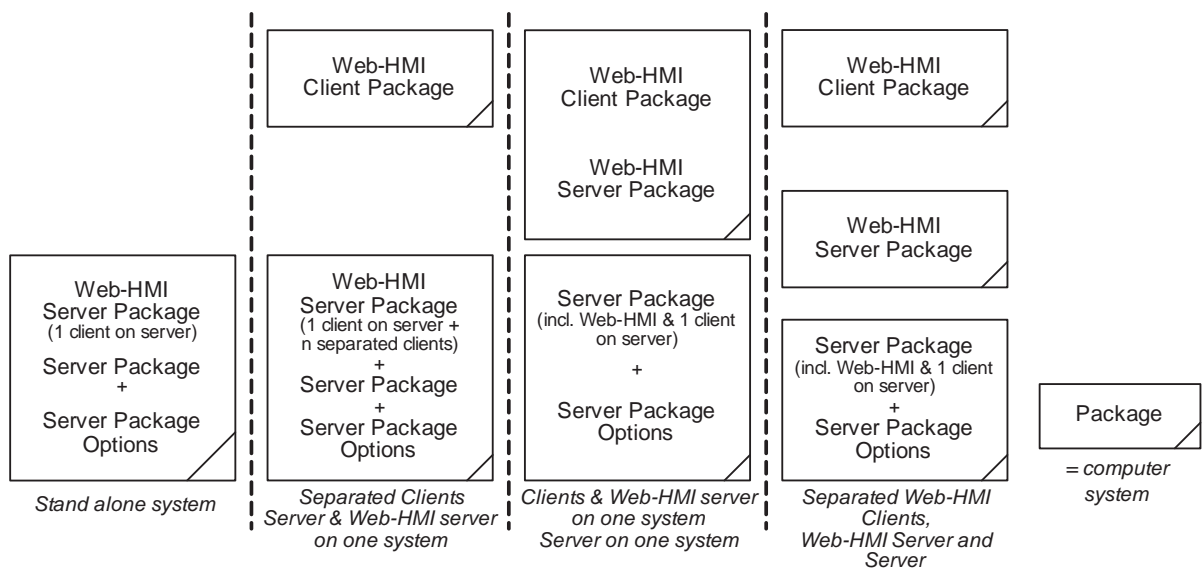 Web-HMI
Server Package
(1 client on server)
Server Package
+
Server Package
Options
Stand alone system
Web-HMI
Client Package
Web-HMI
Server Package
(1 client on server +
n separated clients)
+
Server Package
+
Server Package
Options
Separated Clients
Server & Web-HMI server
on one system
Web-HMI
Client Package
Web-HMI
Server Package
Server Package
(incl. Web-HMI & 1 client
on server)
+
Server Package
Options
Clients & Web-HMI server
on one system
Server on one system
Web-HMI
Client Package
Web-HMI
Server Package
Server Package
(incl. Web-HMI & 1 client
on server)
+
Server Package
Options
Separated Web-HMI
Clients,
Web-HMI Server and
Server
Package
= computer
system